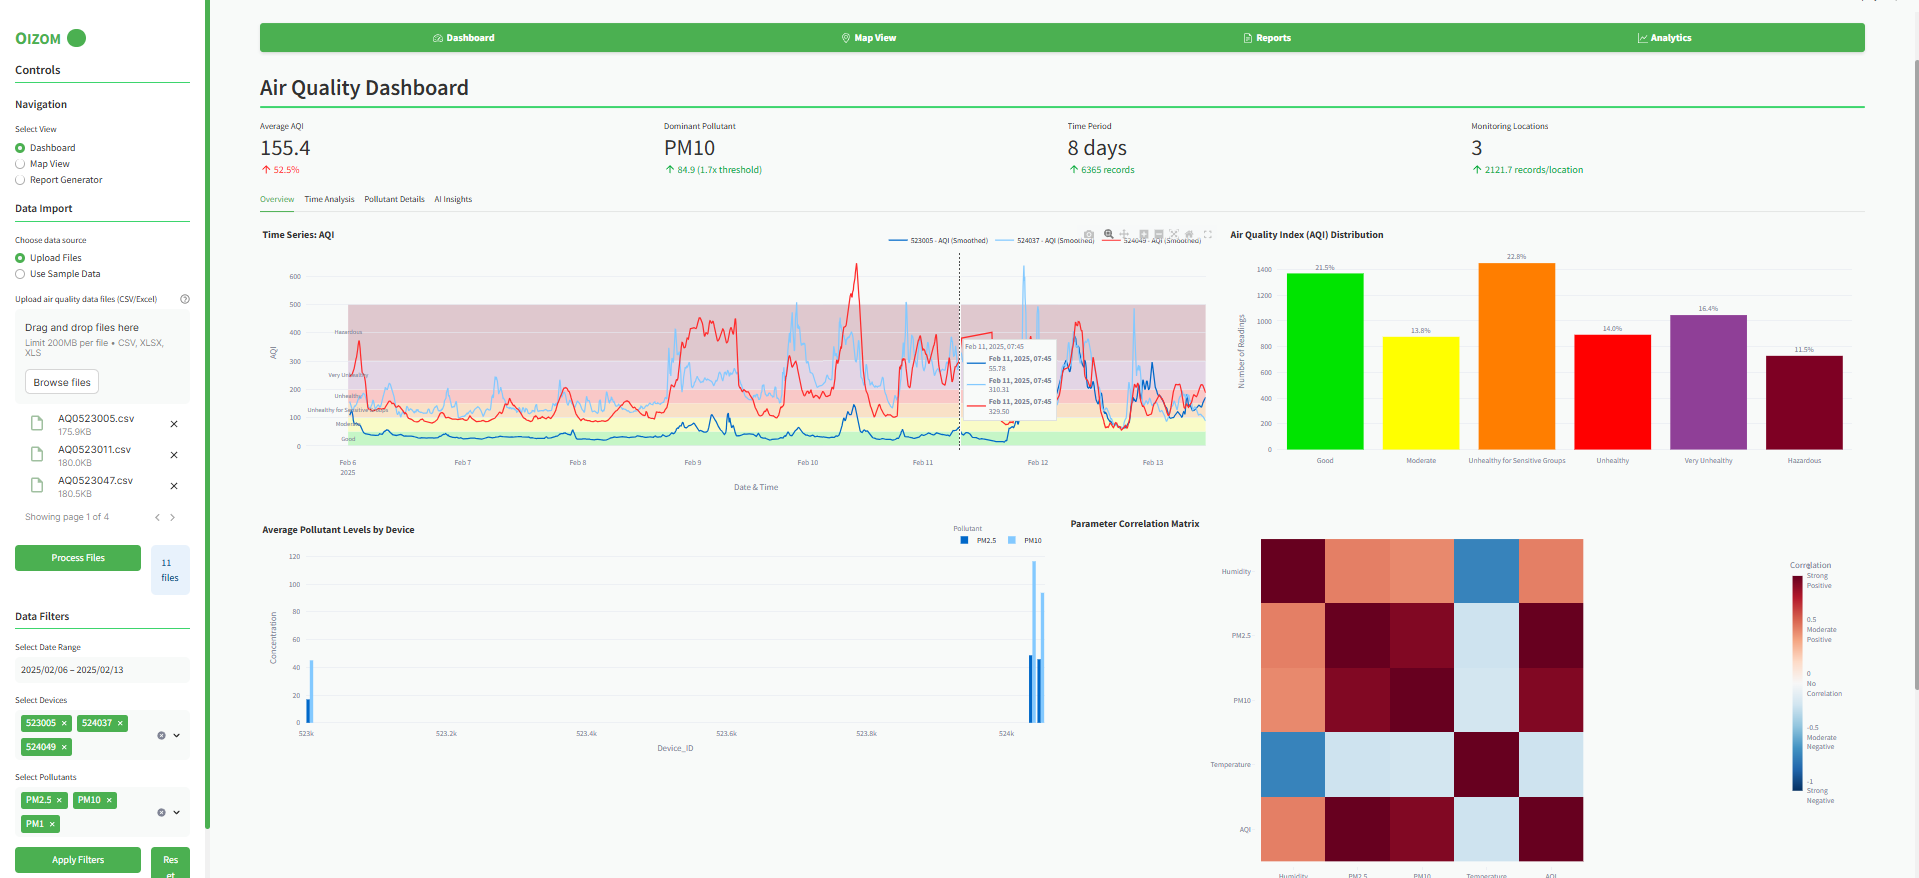 OIZOM
Controls
Navigation
Select View
Dashboard
Map View
Report Generator
Data Import
Choose data source
Upload Files
Use Sample Data
Upload air quality data files (CSV/Excel)
Drag and drop files here
Limit 200MB per file • CSV, XLSX,
XLS
Browse files
AQ0523005.csv
175.9KB
AQ0523011.csv
180.0KB
AQ0523047.csv
180.5KB
Showing page 1 of 4
Process Files
11
files
Data Filters
Select Date Range
2025/02/06 – 2025/02/13
Select Devices
523005 ×
524037 ×
524049 ×
Select Pollutants
PM2.5 ×
PM10 ×
PM1 ×
Apply Filters
Res
et
Dashboard
Map View
Reports
Analytics
Air Quality Dashboard
Average AQI
155.4
↑ 52.5%
Dominant Pollutant
PM10
↑ 84.9 (1.7x threshold)
Time Period
8 days
↑ 6365 records
Monitoring Locations
3
↑ 2121.7 records/location
Overview
Time Analysis
Pollutant Details
AI Insights
Time Series: AQI
523005 - AQI (Smoothed)
524037 - AQI (Smoothed)
524049 - AQI (Smoothed)
600
500
400
300
200
100
0
AQI
Hazardous
Very Unhealthy
Unhealthy
Unhealthy for Sensitive Groups
Moderate
Good
Feb 11, 2025, 07:45
Feb 11, 2025, 07:45
55.78
Feb 11, 2025, 07:45
310.31
Feb 11, 2025, 07:45
329.50
Feb 6
2025
Feb 7
Feb 8
Feb 9
Feb 10
Feb 11
Feb 12
Feb 13
Date & Time
Air Quality Index (AQI) Distribution
1400
1200
1000
800
600
400
200
0
Number of Readings
21.5%
13.8%
22.8%
14.0%
16.4%
11.5%
Good
Moderate
Unhealthy for Sensitive Groups
Unhealthy
Very Unhealthy
Hazardous
Average Pollutant Levels by Device
Pollutant
PM2.5
PM10
120
100
80
60
40
20
0
Concentration
523k
523.2k
523.4k
523.6k
523.8k
524k
Device_ID
Parameter Correlation Matrix
Humidity
PM2.5
PM10
Temperature
AQI
Humidity
PM2.5
PM10
Temperature
AQI
Correlation
Strong
Positive
0.5
Moderate
Positive
0
No
Correlation
-0.5
Moderate
Negative
-1
Strong
Negative